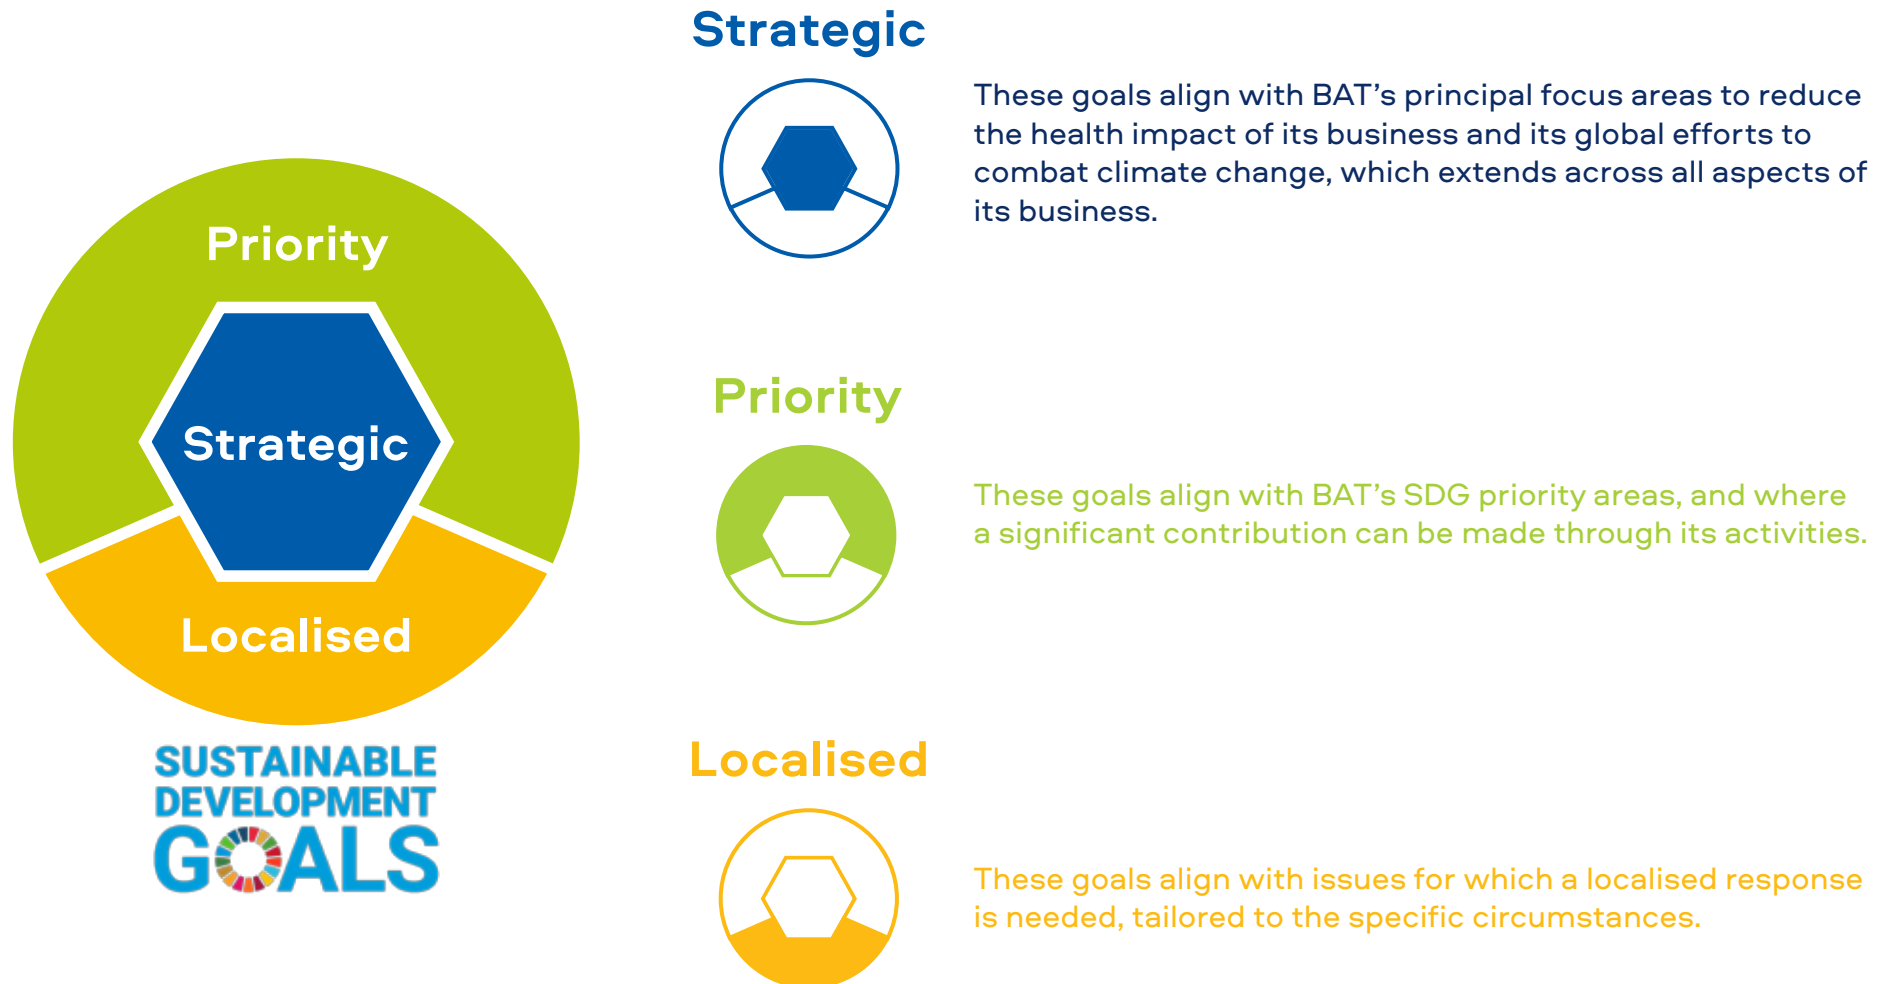 Priority
Strategic
Localised
SUSTAINABLE
DEVELOPMENT
GOALS
Strategic
These goals align with BAT’s principal focus areas to reduce
the health impact of its business and its global efforts to
combat climate change, which extends across all aspects of
its business.
Priority
These goals align with BAT’s SDG priority areas, and where
a significant contribution can be made through its activities.
Localised
These goals align with issues for which a localised response
is needed, tailored to the specific circumstances.